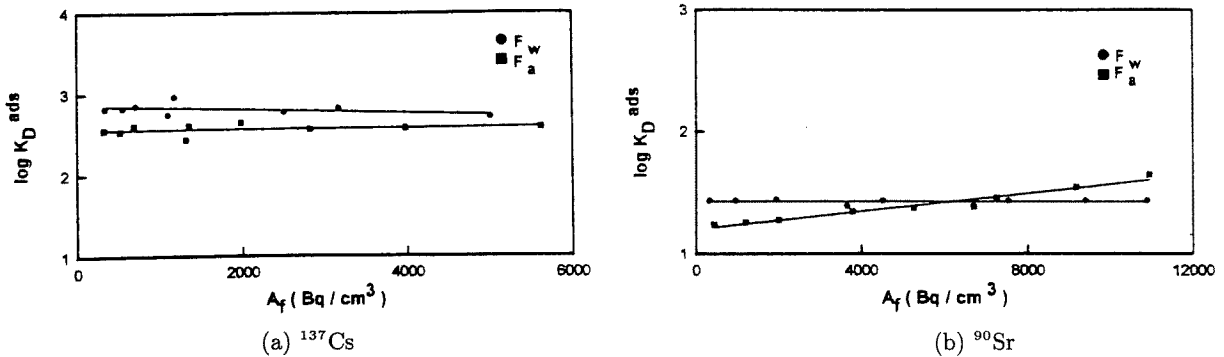 4
3
2
1
log K_D^ads
F_w
F_a
0
2000
4000
6000
A_f ( Bq / cm^3 )
(a) ^137Cs
3
2
1
log K_D^ads
F_w
F_a
0
4000
8000
12000
A_f ( Bq / cm^3 )
(b) ^90Sr